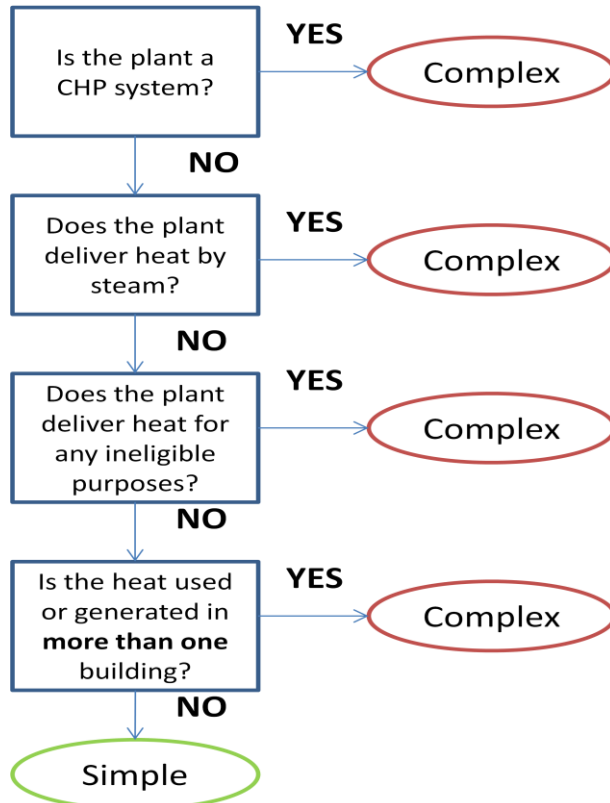 YES
Is the plant a
CHP system?
Complex
NO
YES
Does the plant
deliver heat by
steam?
Complex
NO
YES
Does the plant
deliver heat for
any ineligible
purposes?
Complex
NO
YES
Is the heat used
or generated in
more than one
building?
Complex
NO
Simple